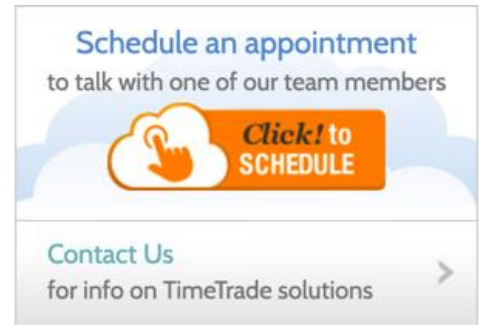 Schedule an appointment
to talk with one of our team members
Click! to
SCHEDULE
Contact Us
for info on TimeTrade solutions